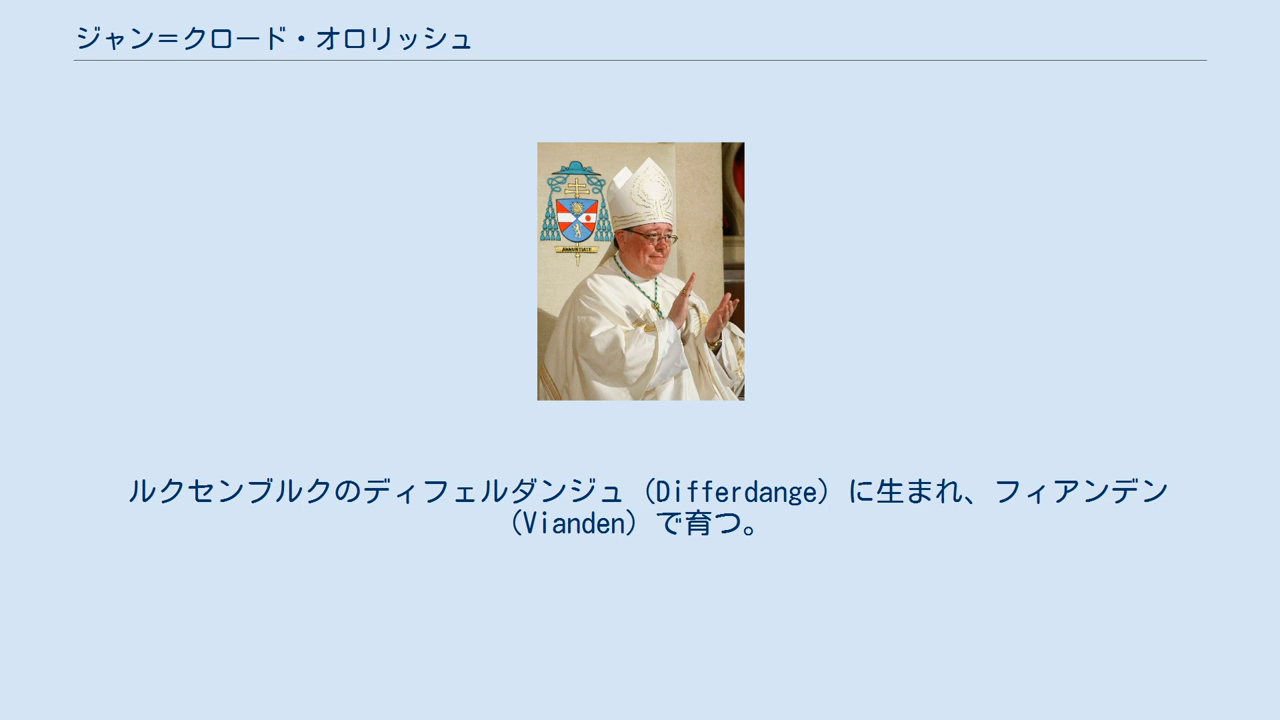 ジャン＝クロード・オロリッシュ
ルクセンブルクのディフェルダンジュ（Differdange）に生まれ、フィアンデン
（Vianden）で育つ。